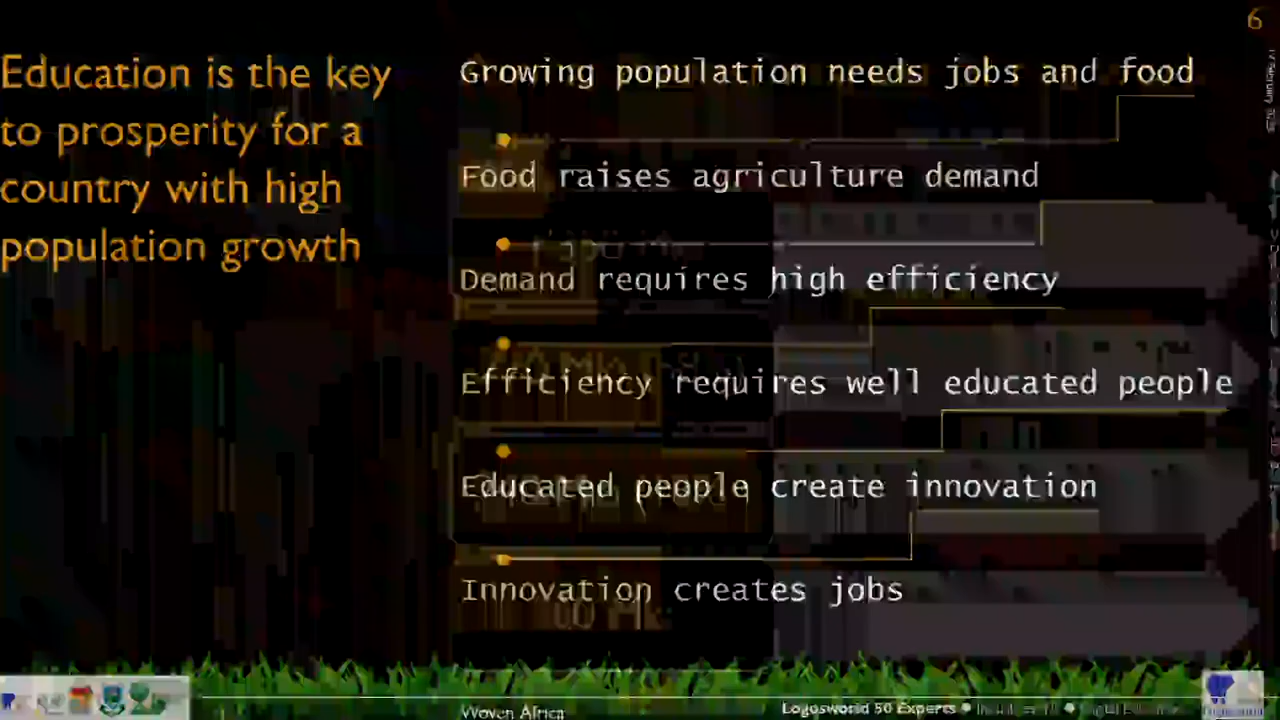 6
Education is the key
to prosperity for a
country with high
population growth
Growing population needs jobs and food
Food raises agriculture demand
Demand requires high efficiency
Efficiency requires well educated people
Educated people create innovation
Innovation creates jobs
Woven Africa
Logosworld 50 Experts